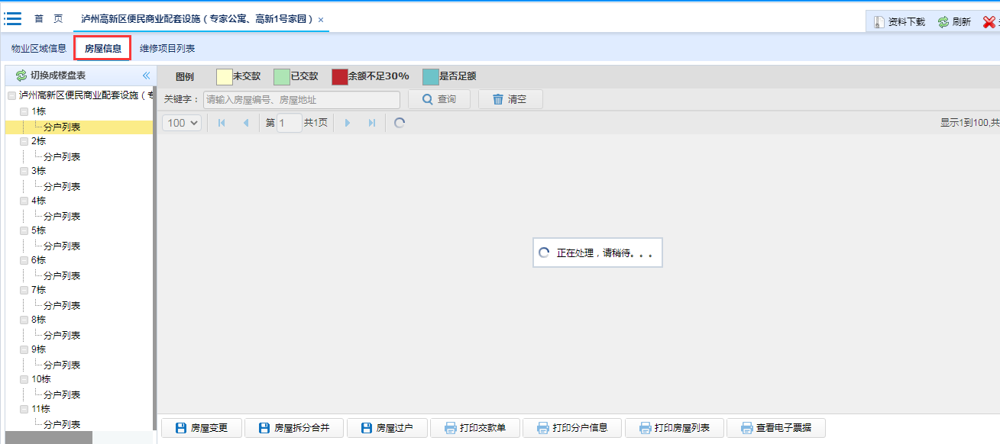 首 页 泸州高新区便民商业配套设施（专家公寓、高新1号家园） × 资料下载 刷新
物业区域信息 房屋信息 维修项目列表
切换成楼盘表 «
图例 未交款 已交款 余额不足30% 是否足额
关键字： 请输入房屋编号、房屋地址 查询 清空
100 第 1 共1页 显示1到100,共
泸州高新区便民商业配套设施（专
1栋
分户列表
2栋
分户列表
3栋
分户列表
4栋
分户列表
5栋
分户列表
6栋
分户列表
7栋
分户列表
8栋
分户列表
9栋
分户列表
10栋
分户列表
11栋
分户列表
正在处理，请稍待。。。
房屋变更 房屋拆分合并 房屋过户 打印交款单 打印分户信息 打印房屋列表 查看电子票据